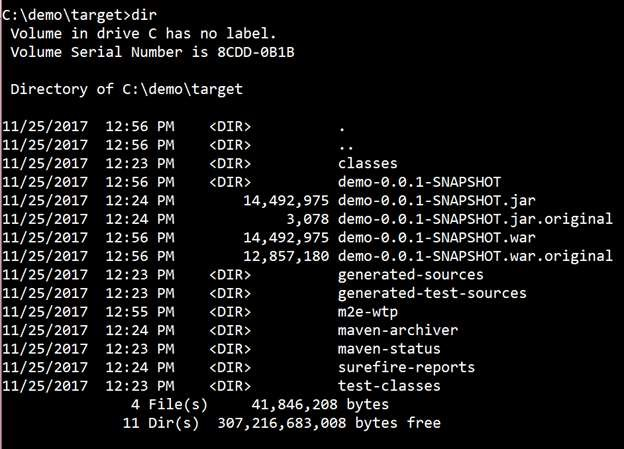 C:\demo\target>dir
 Volume in drive C has no label.
 Volume Serial Number is 8CDD-0B1B

 Directory of C:\demo\target

11/25/2017  12:56 PM    <DIR>          .
11/25/2017  12:56 PM    <DIR>          ..
11/25/2017  12:23 PM    <DIR>          classes
11/25/2017  12:56 PM    <DIR>          demo-0.0.1-SNAPSHOT
11/25/2017  12:24 PM        14,492,975 demo-0.0.1-SNAPSHOT.jar
11/25/2017  12:24 PM             3,078 demo-0.0.1-SNAPSHOT.jar.original
11/25/2017  12:56 PM        14,492,975 demo-0.0.1-SNAPSHOT.war
11/25/2017  12:56 PM        12,857,180 demo-0.0.1-SNAPSHOT.war.original
11/25/2017  12:23 PM    <DIR>          generated-sources
11/25/2017  12:23 PM    <DIR>          generated-test-sources
11/25/2017  12:55 PM    <DIR>          m2e-wtp
11/25/2017  12:24 PM    <DIR>          maven-archiver
11/25/2017  12:23 PM    <DIR>          maven-status
11/25/2017  12:24 PM    <DIR>          surefire-reports
11/25/2017  12:23 PM    <DIR>          test-classes
               4 File(s)     41,846,208 bytes
              11 Dir(s)  307,216,683,008 bytes free